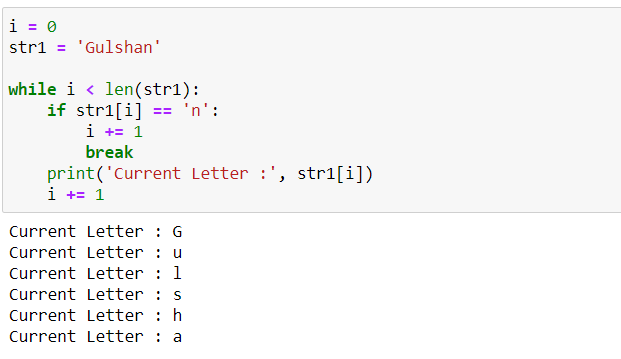 i = 0
str1 = 'Gulshan'
while i < len(str1):
    if str1[i] == 'n':
        i += 1
        break
    print('Current Letter :', str1[i])
    i += 1
Current Letter : G
Current Letter : u
Current Letter : l
Current Letter : s
Current Letter : h
Current Letter : a